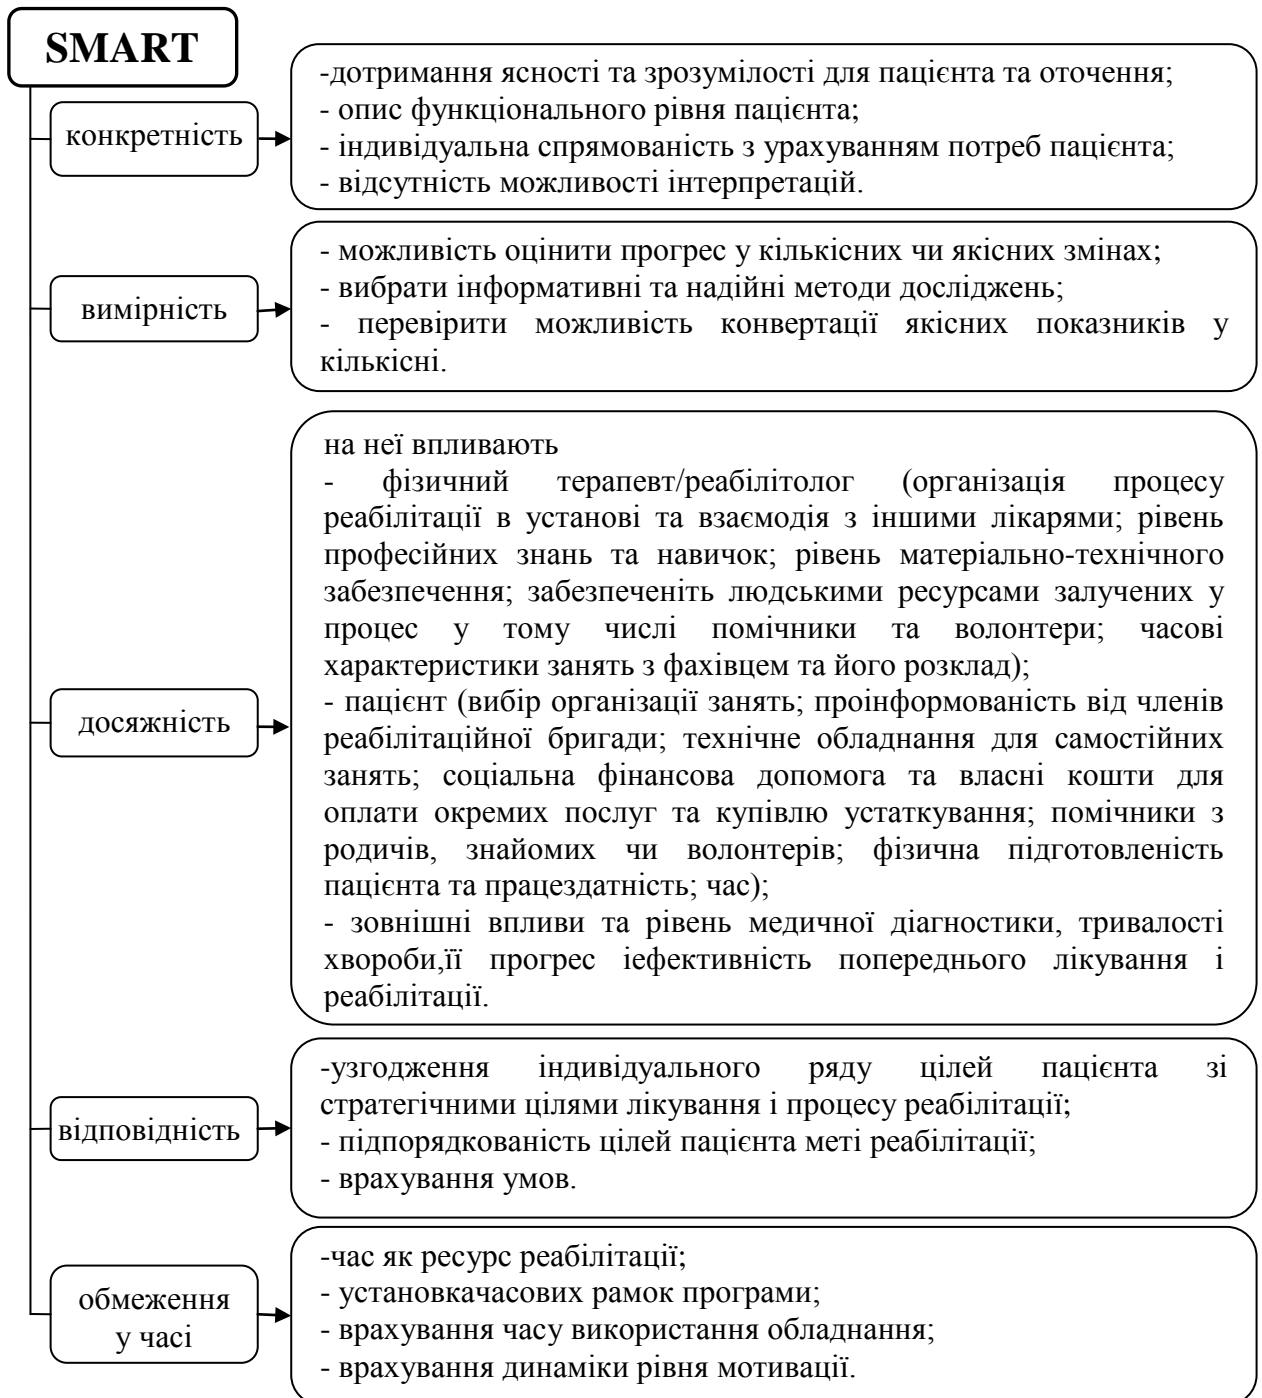 SMART
конкретність
-дотримання ясності та зрозумілості для пацієнта та оточення;
- опис функціонального рівня пацієнта;
- індивідуальна спрямованість з урахуванням потреб пацієнта;
- відсутність можливості інтерпретацій.
вимірність
- можливість оцінити прогрес у кількісних чи якісних змінах;
- вибрати інформативні та надійні методи досліджень;
- перевірити можливість конвертації якісних показників у
кількісні.
досяжність
на неї впливають
- фізичний терапевт/реабілітолог (організація процесу
реабілітації в установі та взаємодія з іншими лікарями; рівень
професійних знань та навичок; рівень матеріально-технічного
забезпечення; забезпеченіть людськими ресурсами залучених у
процес у тому числі помічники та волонтери; часові
характеристики занять з фахівцем та його розклад);
- пацієнт (вибір організації занять; проінформованість від членів
реабілітаційної бригади; технічне обладнання для самостійних
занять; соціальна фінансова допомога та власні кошти для
оплати окремих послуг та купівлю устаткування; помічники з
родичів, знайомих чи волонтерів; фізична підготовленість
пацієнта та працездатність; час);
- зовнішні впливи та рівень медичної діагностики, тривалості
хвороби,її прогрес іефективність попереднього лікування і
реабілітації.
відповідність
-узгодження індивідуального ряду цілей пацієнта зі
стратегічними цілями лікування і процесу реабілітації;
- підпорядкованість цілей пацієнта меті реабілітації;
- врахування умов.
обмеження
у часі
-час як ресурс реабілітації;
- установкачасових рамок програми;
- врахування часу використання обладнання;
- врахування динаміки рівня мотивації.